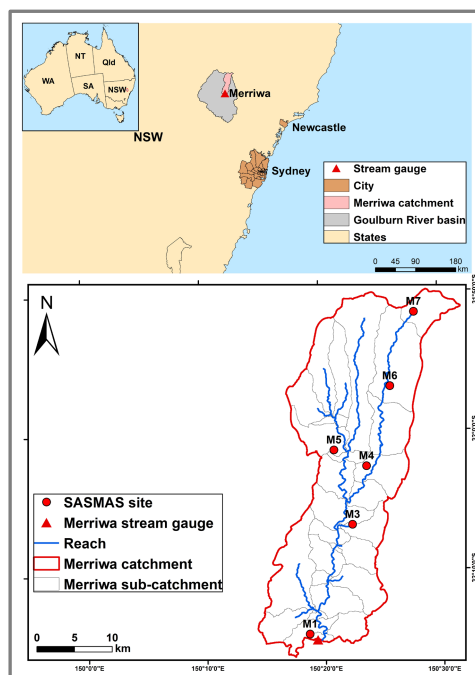 NT
Qld
WA
SA
NSW
Merriwa
Newcastle
NSW
Sydney
Stream gauge
City
Merriwa catchment
Goulburn River basin
States
0 45 90 180
km
N
M7
M6
M5
M4
M3
M1
SASMAS site
Merriwa stream gauge
Reach
Merriwa catchment
Merriwa sub-catchment
0 5 10
km
150°0'0"E 150°10'0"E 150°20'0"E 150°30'0"E